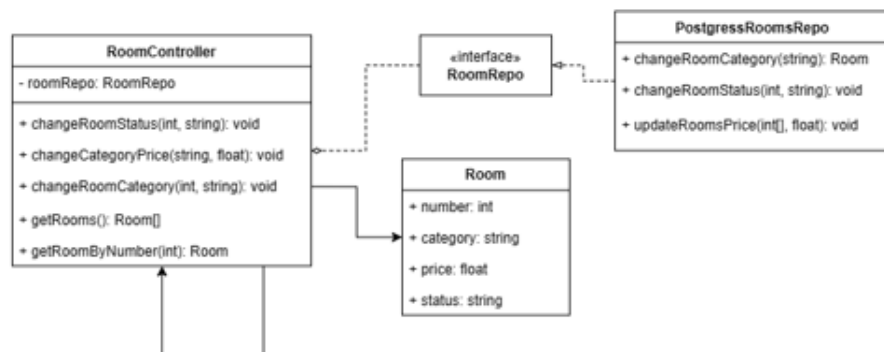 RoomController
- roomRepo: RoomRepo
+ changeRoomStatus(int, string): void
+ changeCategoryPrice(string, float): void
+ changeRoomCategory(int, string): void
+ getRooms(): Room[]
+ getRoomByNumber(int): Room
«interface»
RoomRepo
PostgressRoomsRepo
+ changeRoomCategory(string): Room
+ changeRoomStatus(int, string): void
+ updateRoomsPrice(int[], float): void
Room
+ number: int
+ category: string
+ price: float
+ status: string